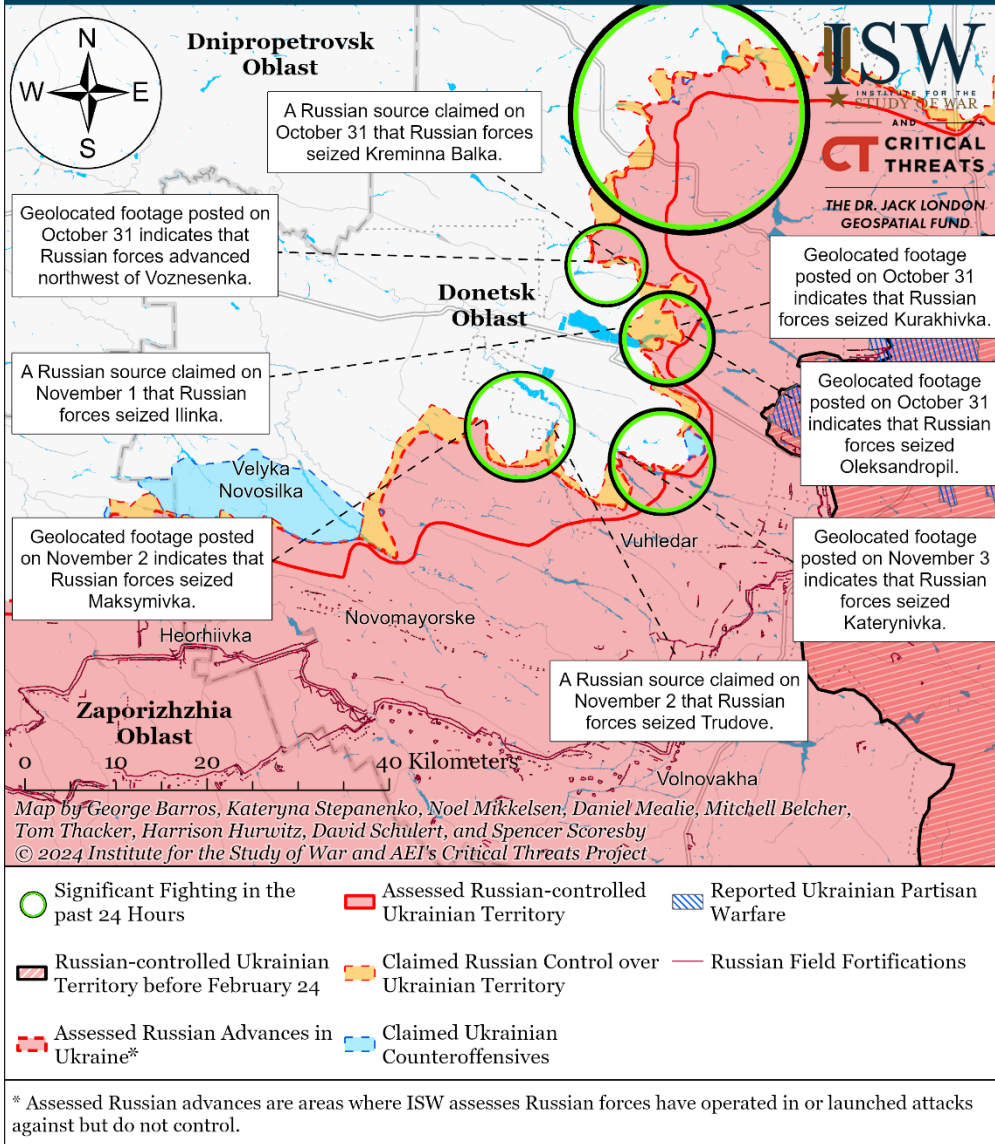 N
W
E
S
Dnipropetrovsk
Oblast
ISW
INSTITUTE FOR THE
STUDY OF WAR
AND
CT CRITICAL
THREATS
THE DR. JACK LONDON
GEOSPATIAL FUND
A Russian source claimed on
October 31 that Russian forces
seized Kreminna Balka.
Geolocated footage posted on
October 31 indicates that
Russian forces advanced
northwest of Voznesenka.
Donetsk
Oblast
Geolocated footage
posted on October 31
indicates that Russian
forces seized Kurakhivka.
A Russian source claimed on
November 1 that Russian
forces seized Ilinka.
Geolocated footage
posted on October 31
indicates that Russian
forces seized
Oleksandropil.
Velyka
Novosilka
Geolocated footage posted
on November 2 indicates that
Russian forces seized
Maksymivka.
Vuhledar
Geolocated footage
posted on November 3
indicates that Russian
forces seized
Katerynivka.
Novomayorske
Heorhiivka
A Russian source claimed on
November 2 that Russian
forces seized Trudove.
Zaporizhzhia
Oblast
0
20
40 Kilometers
Volnovakha
Map by George Barros, Kateryna Stepanenko, Noel Mikkelsen, Daniel Mealie, Mitchell Belcher,
Tom Thacker, Harrison Hurwitz, David Schulert, and Spencer Scoresby
© 2024 Institute for the Study of War and AEI's Critical Threats Project
Significant Fighting in the
past 24 Hours
Assessed Russian-controlled
Ukrainian Territory
Reported Ukrainian Partisan
Warfare
Russian-controlled Ukrainian
Territory before February 24
Claimed Russian Control over
Ukrainian Territory
Russian Field Fortifications
Assessed Russian Advances in
Ukraine*
Claimed Ukrainian
Counteroffensives
* Assessed Russian advances are areas where ISW assesses Russian forces have operated in or launched attacks
against but do not control.